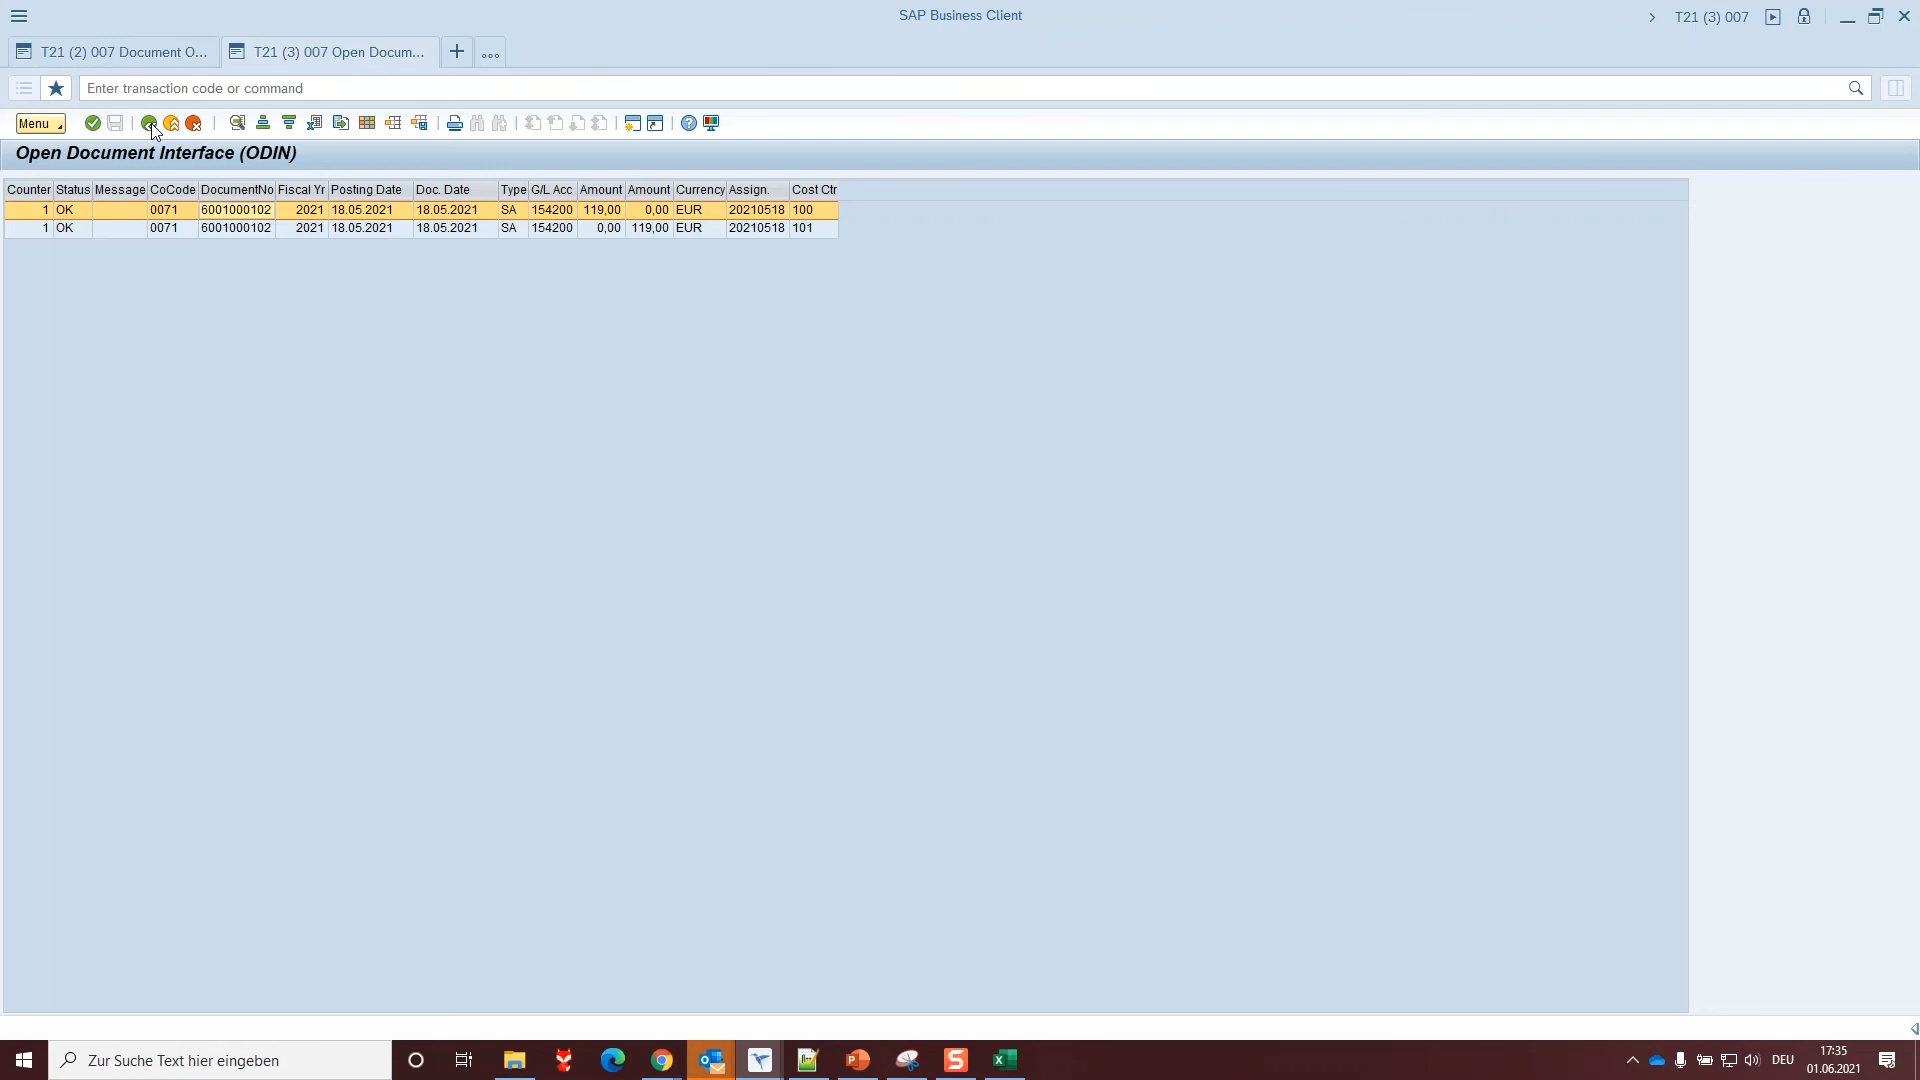 SAP Business Client
T21 (3) 007
T21 (2) 007 Document O...
T21 (3) 007 Open Docum...
Enter transaction code or command
Menu
Open Document Interface (ODIN)
Counter Status Message CoCode DocumentNo Fiscal Yr Posting Date Doc. Date Type G/L Acc Amount Amount Currency Assign. Cost Ctr
1 OK 0071 6001000102 2021 18.05.2021 18.05.2021 SA 154200 119,00 0,00 EUR 20210518 100
1 OK 0071 6001000102 2021 18.05.2021 18.05.2021 SA 154200 0,00 119,00 EUR 20210518 101
Zur Suche Text hier eingeben
DEU
17:35
01.06.2021